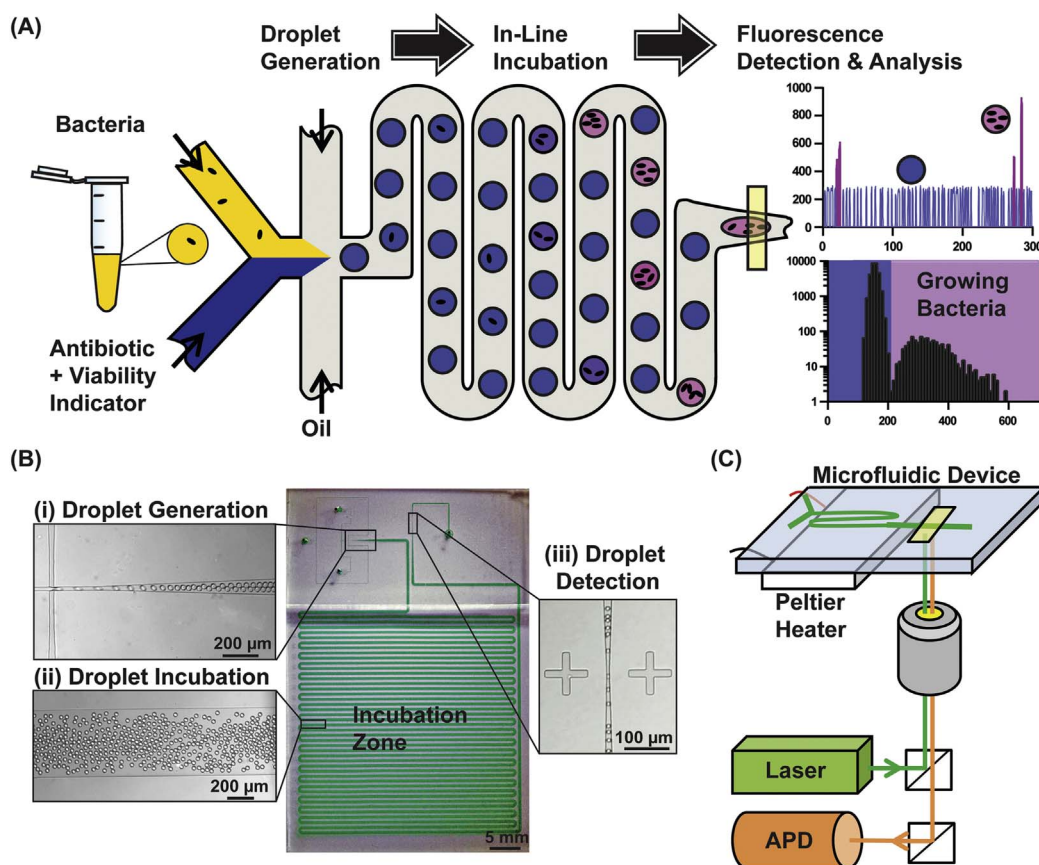 (A)
Droplet
Generation
In-Line
Incubation
Fluorescence
Detection & Analysis
Bacteria
Antibiotic
+ Viability
Indicator
Oil
1000
800
600
400
200
0
0 100 200 300
10000
1000
100
10
1
Growing
Bacteria
0 200 400 600
(B)
(i) Droplet Generation
200 µm
(ii) Droplet Incubation
200 µm
Incubation
Zone
5 mm
(iii) Droplet
Detection
100 µm
(C)
Microfluidic Device
Peltier
Heater
Laser
APD